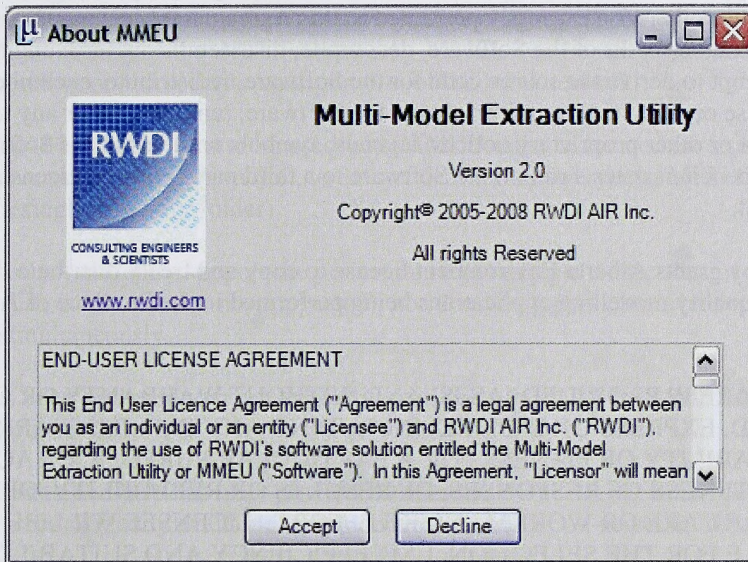 About MMEU
Multi-Model Extraction Utility
RWDI
Version 2.0
Copyright® 2005-2008 RWDI AIR Inc.
CONSULTING ENGINEERS
& SCIENTISTS
All rights Reserved
www.rwdi.com
END-USER LICENSE AGREEMENT
This End User Licence Agreement ("Agreement") is a legal agreement between
you as an individual or an entity ("Licensee") and RWDI AIR Inc. ("RWDI"),
regarding the use of RWDI's software solution entitled the Multi-Model
Extraction Utility or MMEU ("Software"). In this Agreement, "Licensor" will mean
Accept
Decline